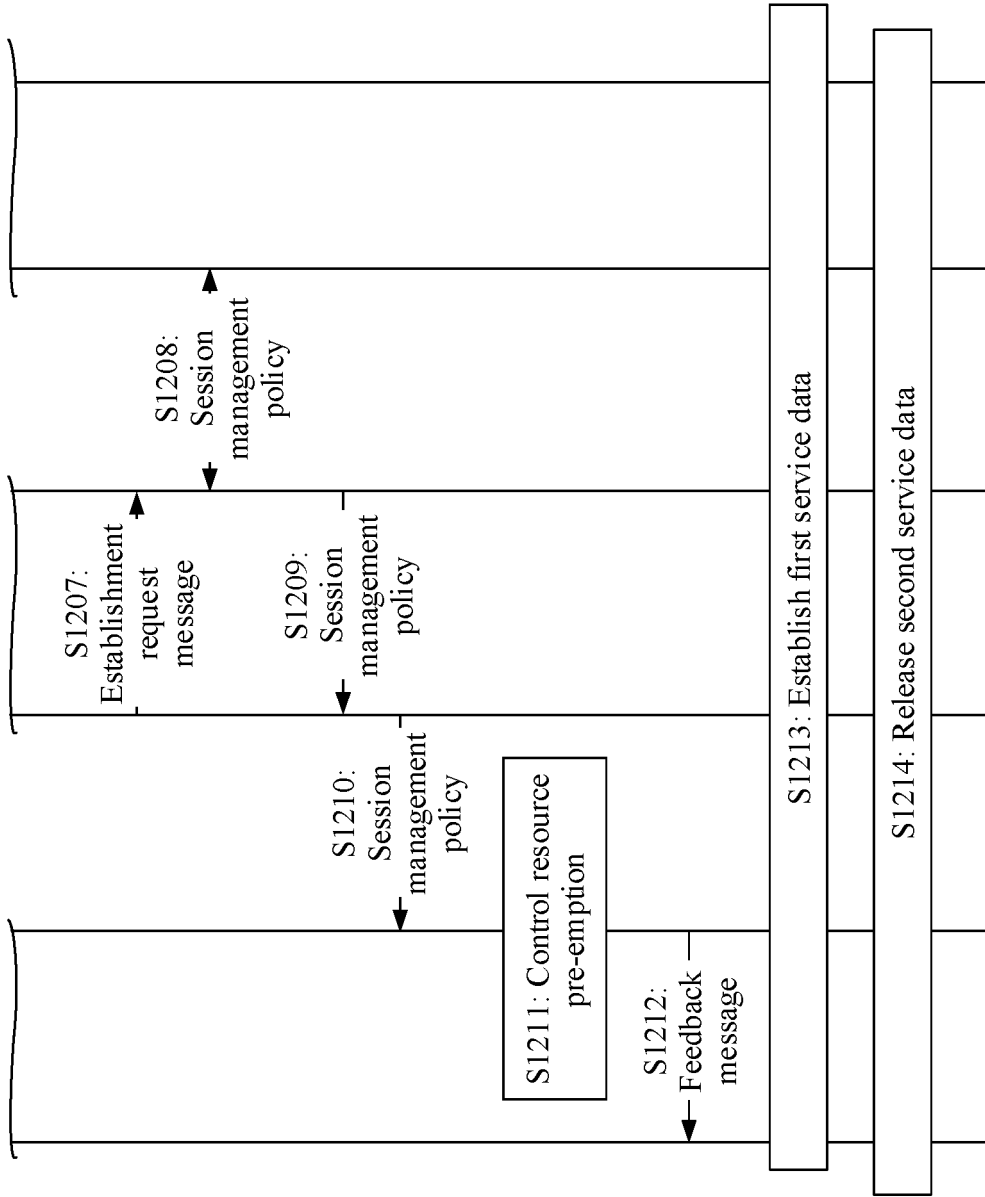 S1207:
Establishment
request
message
S1208:
Session
management
policy
S1209:
Session
management
policy
S1210:
Session
management
policy
S1211: Control resource
pre-emption
S1212:
Feedback
message
S1213: Establish first service data
S1214: Release second service data